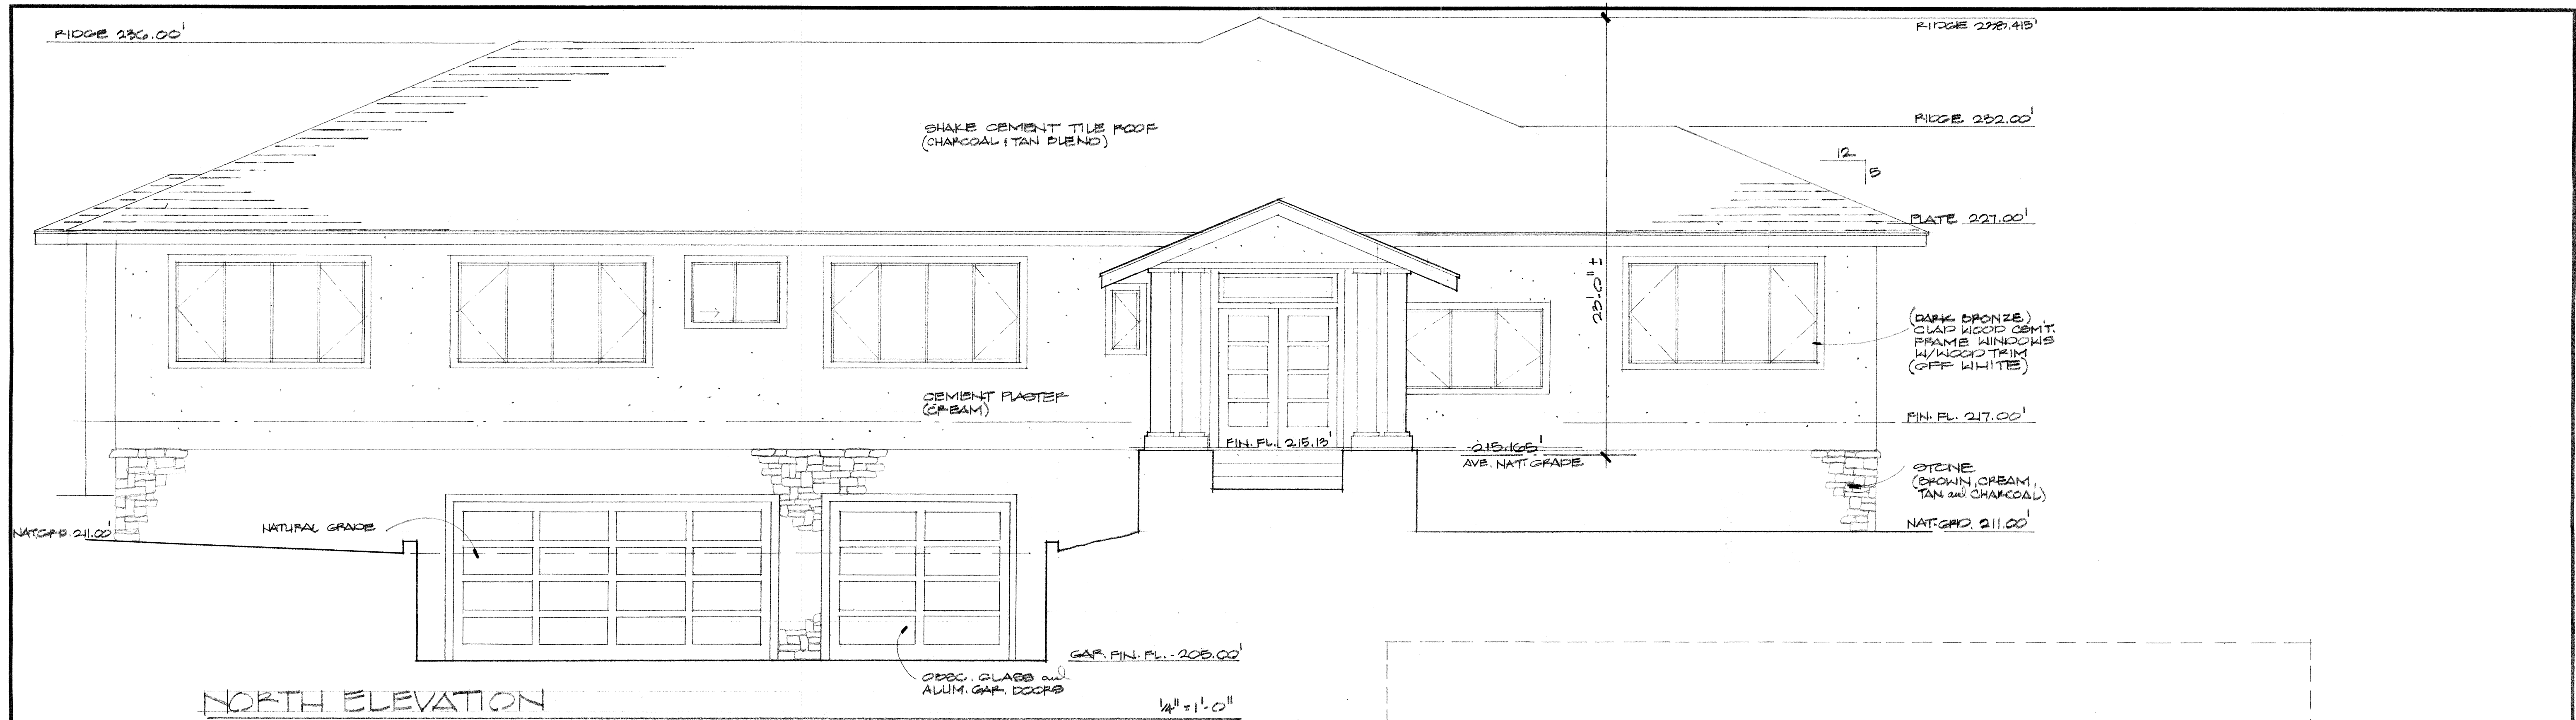 RIDGE 236.00'
RIDGE 238.415'
RIDGE 232.00'
SHAKE CEMENT TILE ROOF
(CHARCOAL & TAN BLEND)
12
5
PLATE 227.00'
23'-0" ±
(DARK BRONZE)
CLAD WOOD CEM'T.
FRAME WINDOWS
W/WOOD TRIM
(OFF WHITE)
CEMENT PLASTER
(CREAM)
FIN. FL. 217.00'
FIN. FL. 215.13'
215.165'
AVE. NAT. GRADE
STONE
(BROWN, CREAM,
TAN and CHARCOAL)
NAT. GRD. 211.00'
NATURAL GRADE
NAT. GRD. 211.00'
GAR. FIN. FL. - 205.00'
OBSC. GLASS and
ALUM. GAR. DOORS
NORTH ELEVATION
1/4" = 1'-0"